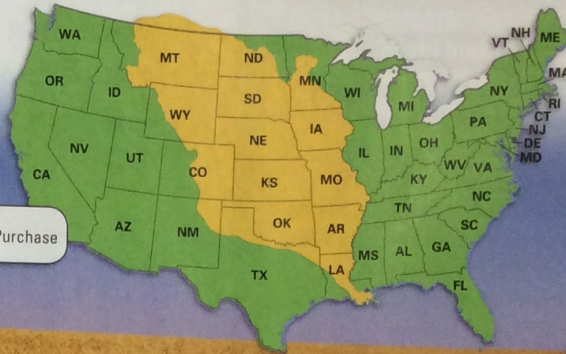 WA
MT
ND
MN
OR
ID
WY
SD
WI
MI
NY
VT
NH
ME
MA
RI
CT
NJ
DE
MD
PA
NV
UT
CO
NE
IA
IL
IN
OH
WV
VA
CA
KS
MO
KY
NC
TN
AZ
NM
OK
AR
SC
MS
AL
GA
TX
LA
FL
Purchase